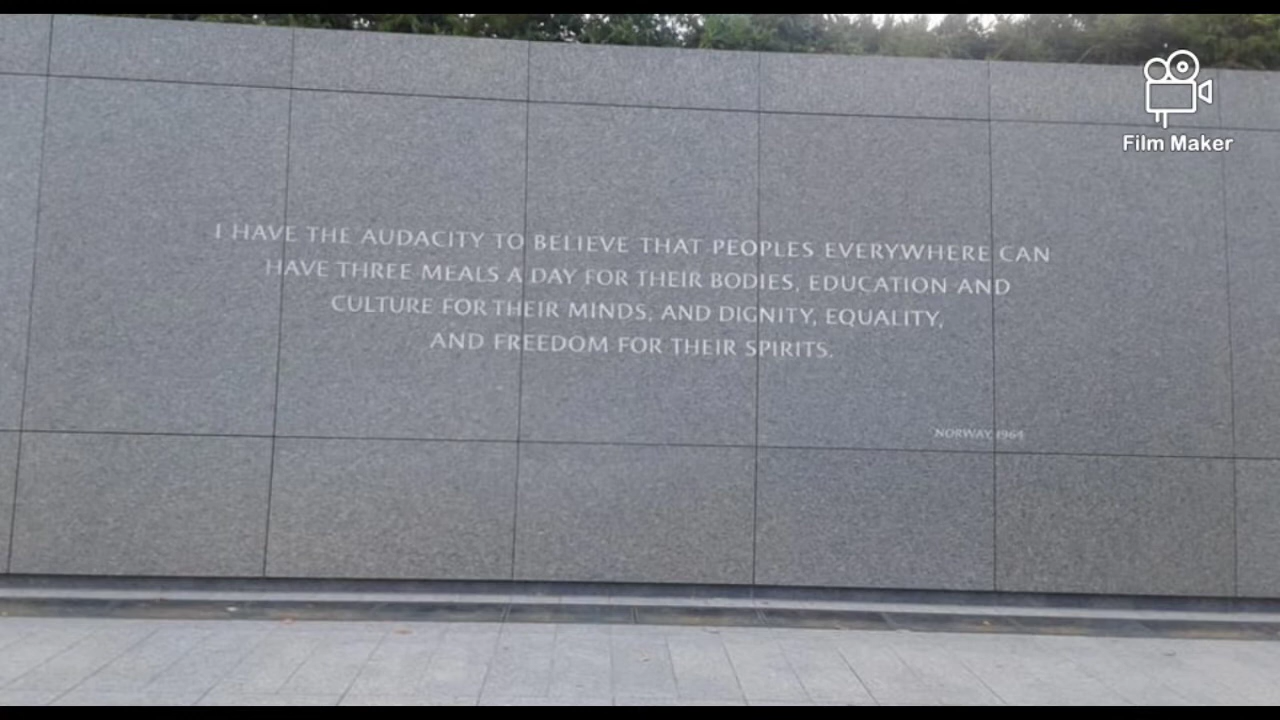 Film Maker
I HAVE THE AUDACITY TO BELIEVE THAT PEOPLES EVERYWHERE CAN
HAVE THREE MEALS A DAY FOR THEIR BODIES, EDUCATION AND
CULTURE FOR THEIR MINDS, AND DIGNITY, EQUALITY,
AND FREEDOM FOR THEIR SPIRITS.
NORWAY, 1964